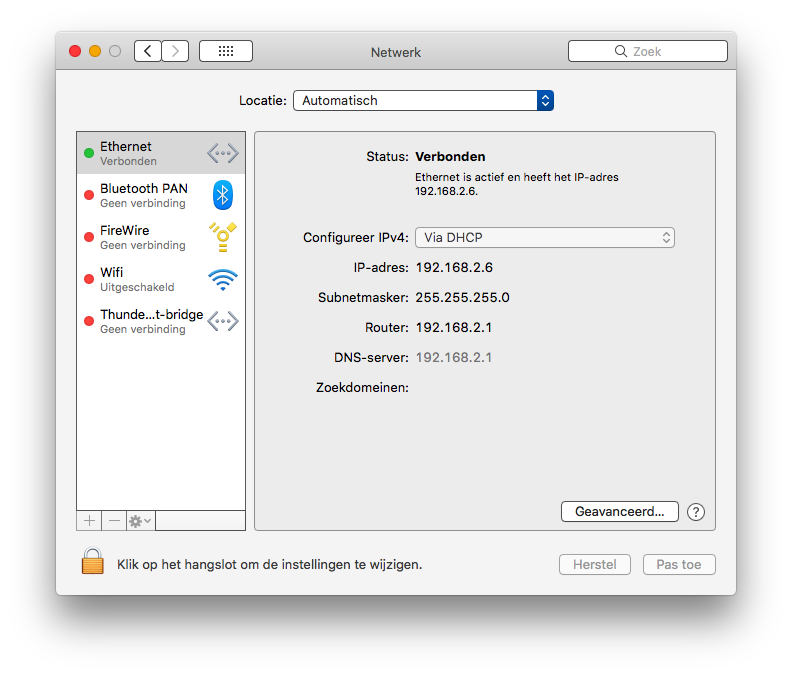 Netwerk
Zoek
Locatie: Automatisch
Ethernet
Verbonden
Bluetooth PAN
Geen verbinding
FireWire
Geen verbinding
Wifi
Uitgeschakeld
Thunde...t-bridge
Geen verbinding
Status: Verbonden
Ethernet is actief en heeft het IP-adres
192.168.2.6.
Configureer IPv4: Via DHCP
IP-adres: 192.168.2.6
Subnetmasker: 255.255.255.0
Router: 192.168.2.1
DNS-server: 192.168.2.1
Zoekdomeinen:
Geavanceerd... ?
Klik op het hangslot om de instellingen te wijzigen.
Herstel Pas toe